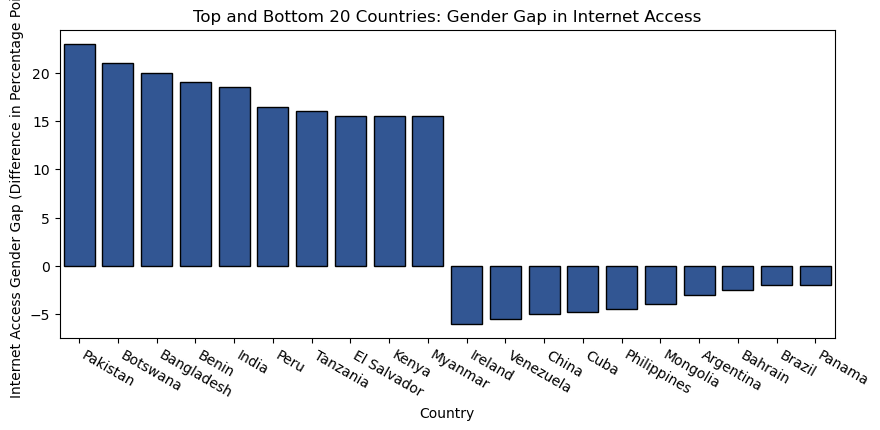 Top and Bottom 20 Countries: Gender Gap in Internet Access
Internet Access Gender Gap (Difference in Percentage
20
15
10
5
0
−5
Pakistan
Botswana
Bangladesh
Benin
India
Peru
Tanzania
El Salvador
Kenya
Myanmar
Ireland
Venezuela
China
Cuba
Philippines
Mongolia
Argentina
Bahrain
Brazil
Panama
Country